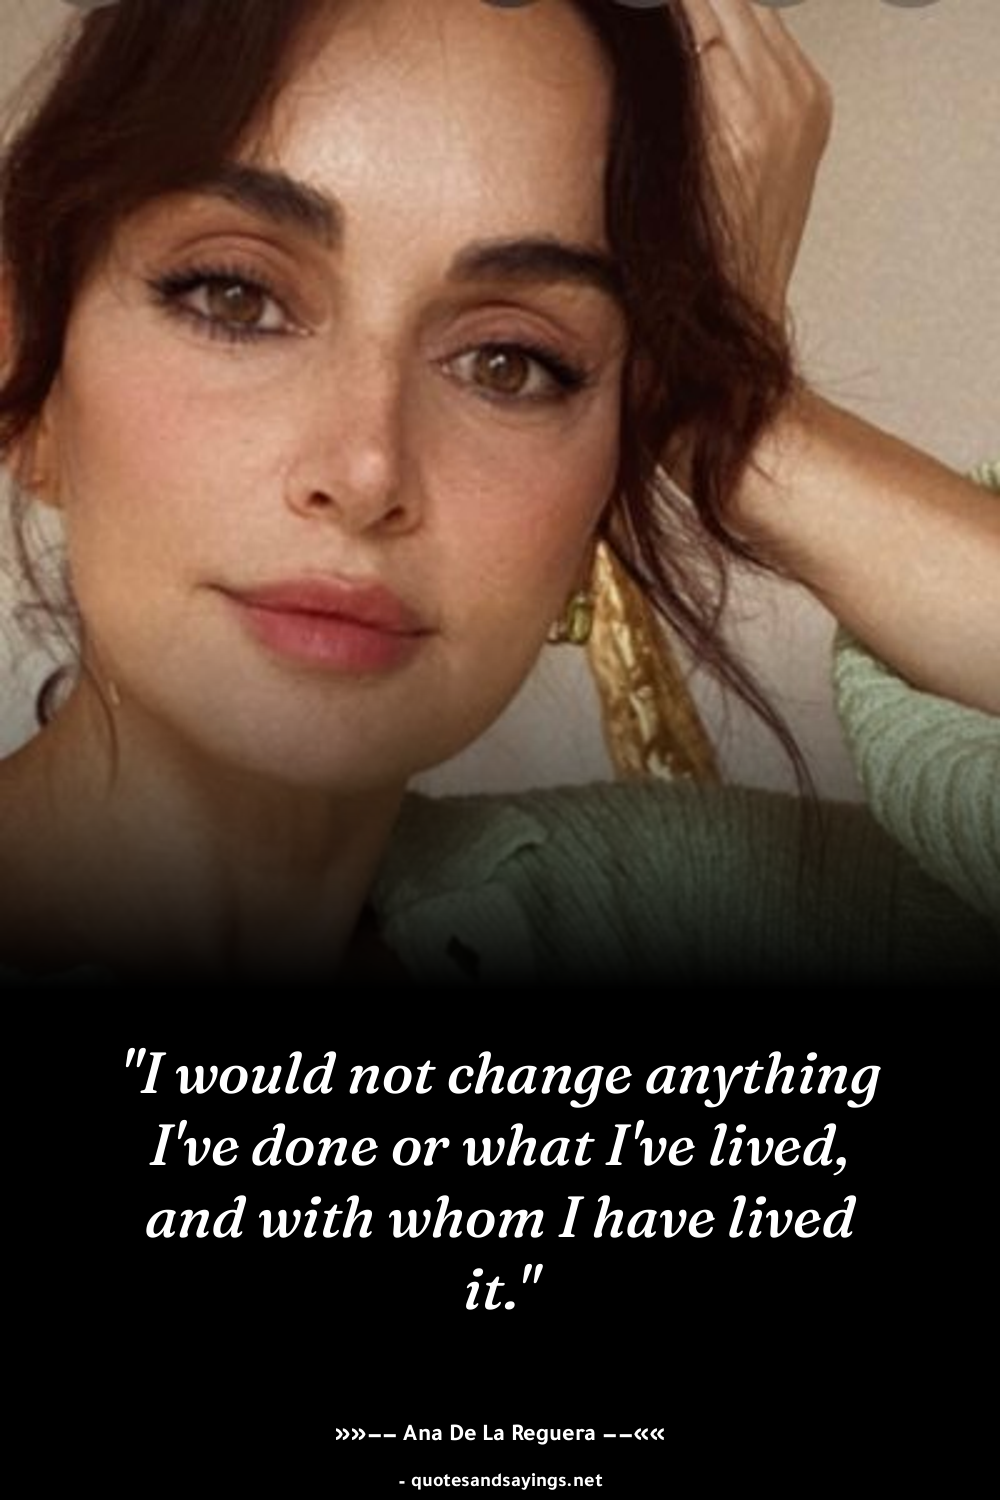 "I would not change anything
I've done or what I've lived,
and with whom I have lived
it."
»»–– Ana De La Reguera ––««
- quotesandsayings.net